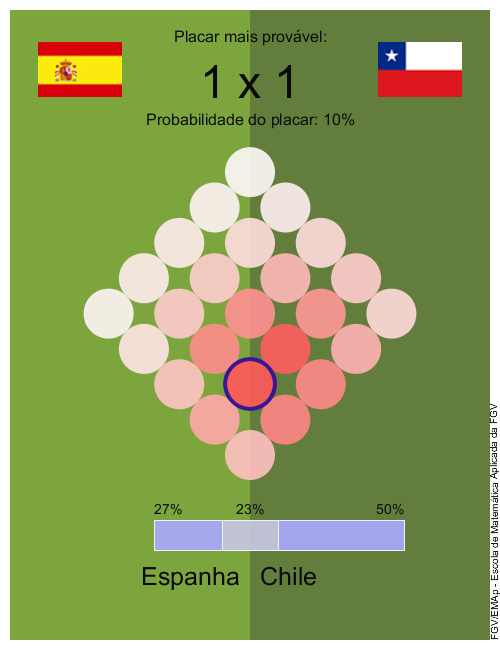 Placar mais provável:
1 x 1
Probabilidade do placar: 10%
27% 23% 50%
Espanha Chile
FGV/EMAp - Escola de Matemática Aplicada da FGV